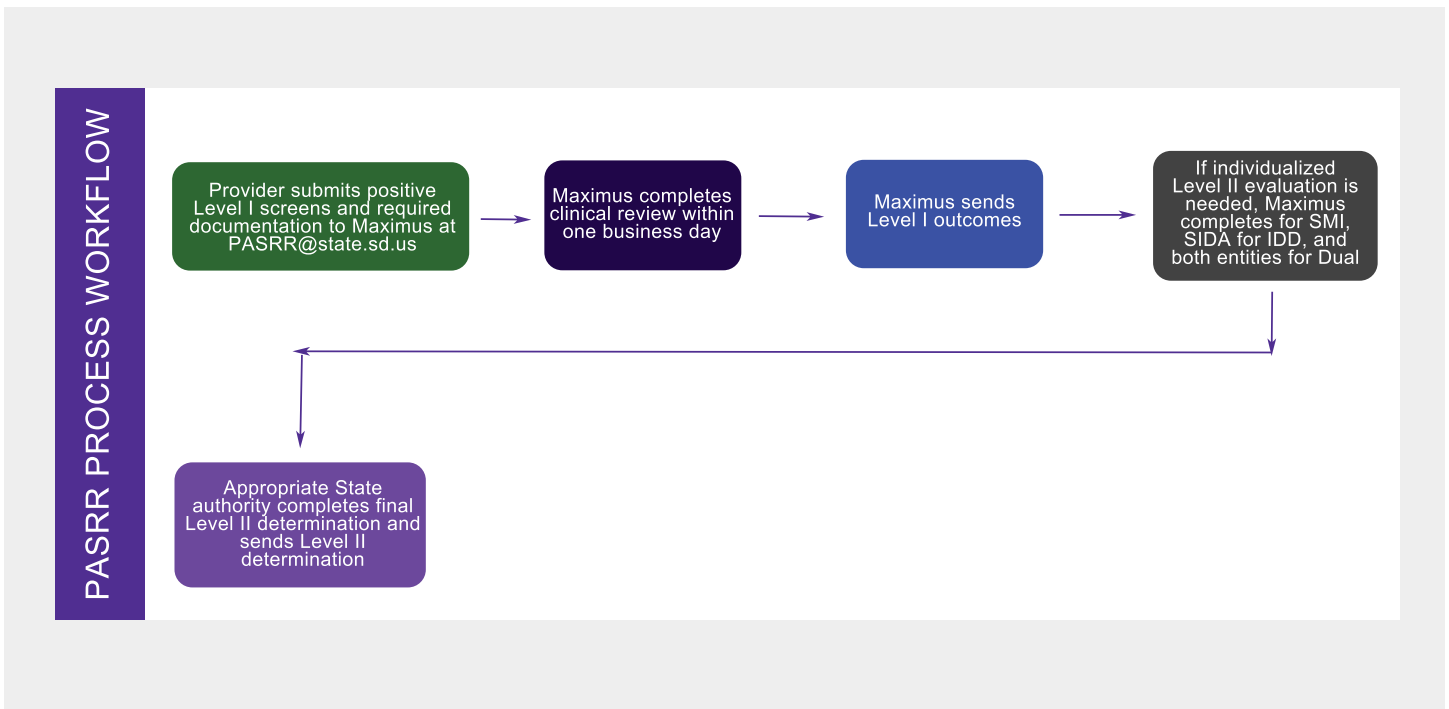 PASRR PROCESS WORKFLOW
Provider submits positive
Level I screens and required
documentation to Maximus at
PASRR@state.sd.us
Maximus completes
clinical review within
one business day
Maximus sends
Level I outcomes
If individualized
Level II evaluation is
needed, Maximus
completes for SMI,
SIDA for IDD, and
both entities for Dual
Appropriate State
authority completes final
Level II determination and
sends Level II
determination